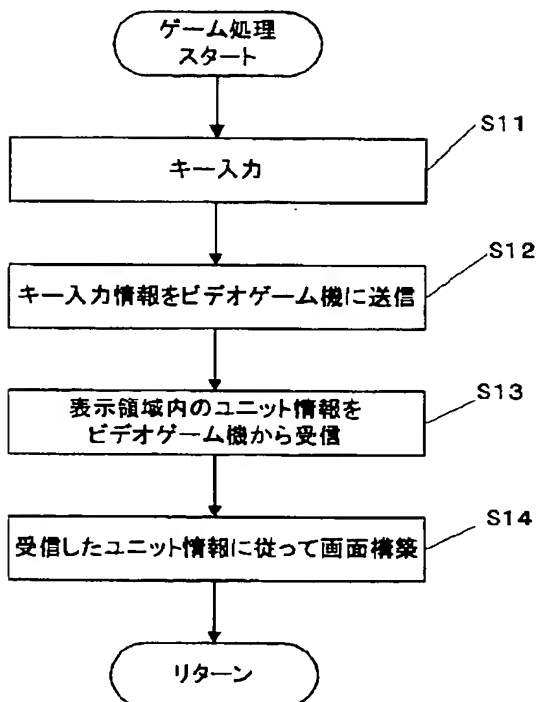 ゲーム処理
スタート
S11
キー入力
S12
キー入力情報をビデオゲーム機に送信
S13
表示領域内のユニット情報を
ビデオゲーム機から受信
S14
受信したユニット情報に従って画面構築
リターン